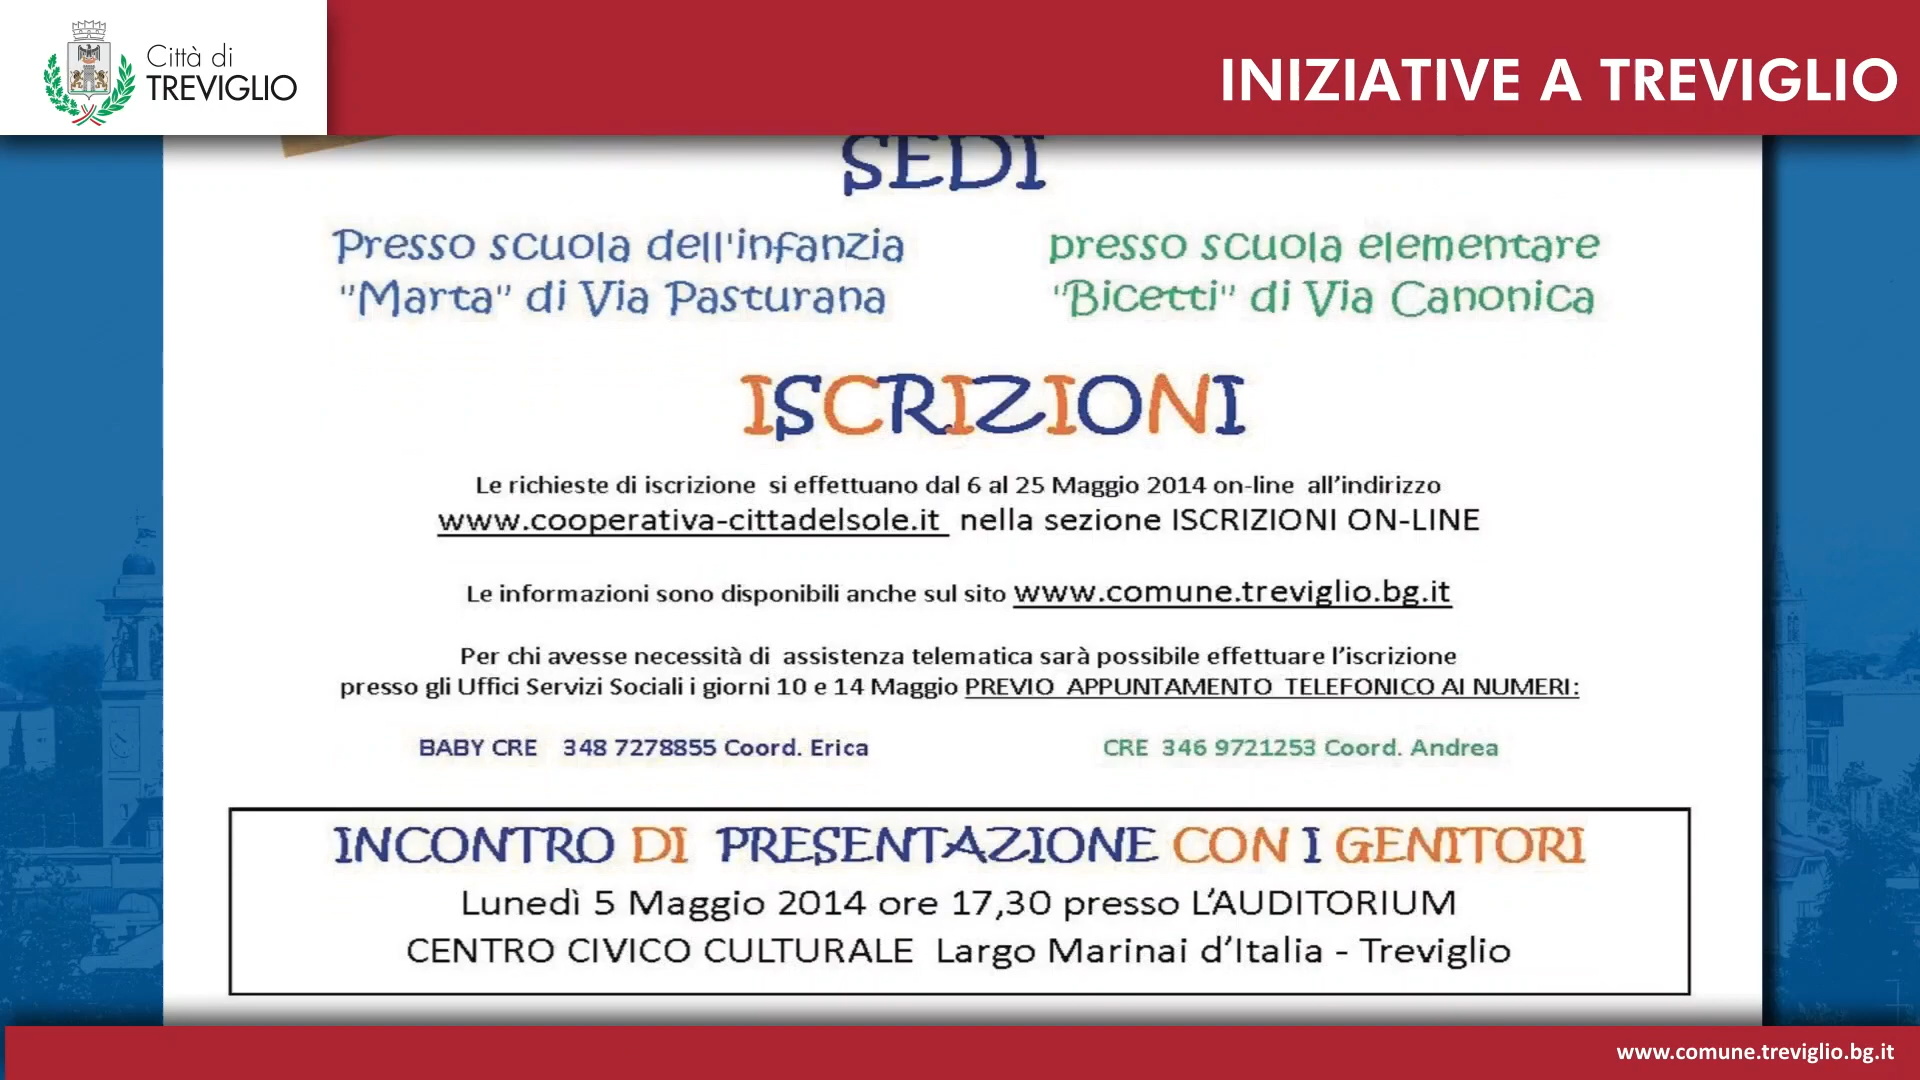 Città di
TREVIGLIO
INIZIATIVE A TREVIGLIO
SEDI
Presso scuola dell'infanzia
"Marta" di Via Pasturana
presso scuola elementare
"Bicetti" di Via Canonica
ISCRIZIONI
Le richieste di iscrizione si effettuano dal 6 al 25 Maggio 2014 on-line all'indirizzo
www.cooperativa-cittadelsole.it nella sezione ISCRIZIONI ON-LINE
Le informazioni sono disponibili anche sul sito www.comune.treviglio.bg.it
Per chi avesse necessità di assistenza telematica sarà possibile effettuare l'iscrizione
presso gli Uffici Servizi Sociali i giorni 10 e 14 Maggio PREVIO APPUNTAMENTO TELEFONICO AI NUMERI:
BABY CRE 348 7278855 Coord. Erica
CRE 346 9721253 Coord. Andrea
INCONTRO DI PRESENTAZIONE CON I GENITORI
Lunedì 5 Maggio 2014 ore 17,30 presso L'AUDITORIUM
CENTRO CIVICO CULTURALE Largo Marinai d'Italia - Treviglio
www.comune.treviglio.bg.it